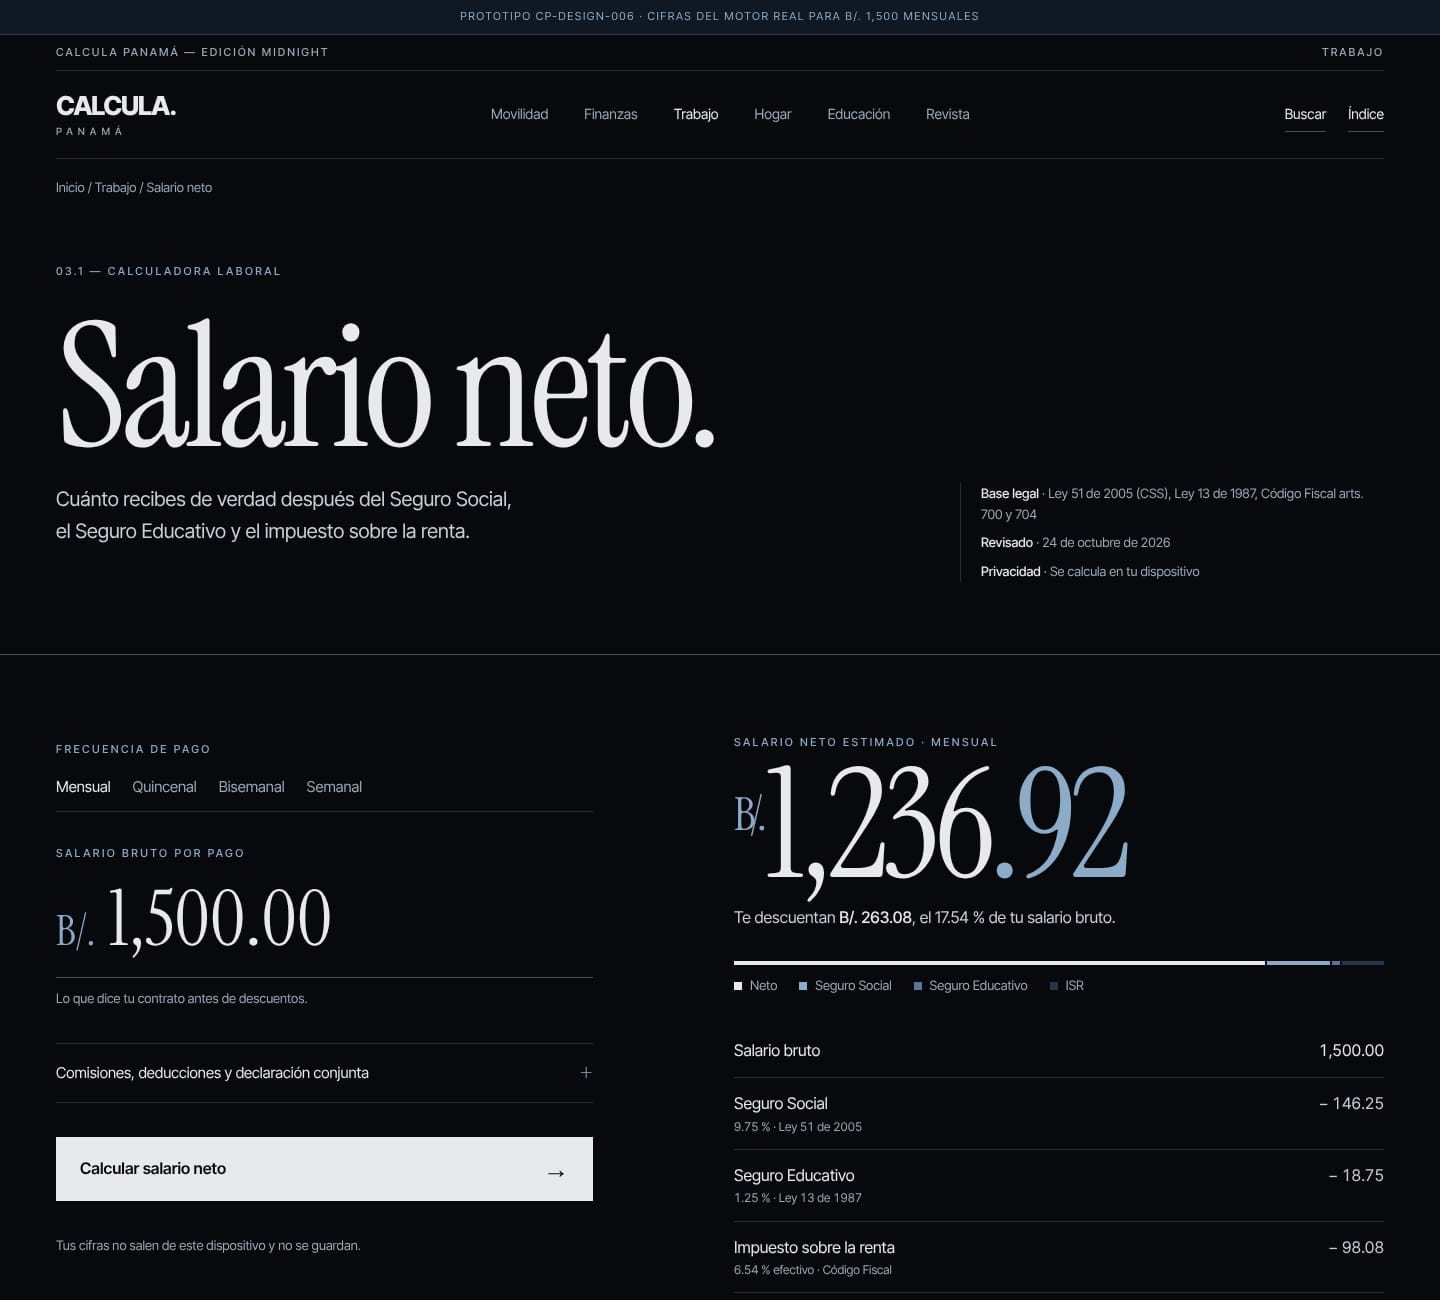 PROTOTIPO CP-DESIGN-006 · CIFRAS DEL MOTOR REAL PARA B/. 1,500 MENSUALES
CALCULA PANAMÁ — EDICIÓN MIDNIGHT
TRABAJO
CALCULA.
PANAMÁ
Movilidad Finanzas Trabajo Hogar Educación Revista
Buscar Índice
Inicio / Trabajo / Salario neto
03.1 — CALCULADORA LABORAL
Salario neto.
Cuánto recibes de verdad después del Seguro Social,
el Seguro Educativo y el impuesto sobre la renta.
Base legal · Ley 51 de 2005 (CSS), Ley 13 de 1987, Código Fiscal arts.
700 y 704
Revisado · 24 de octubre de 2026
Privacidad · Se calcula en tu dispositivo
FRECUENCIA DE PAGO
Mensual Quincenal Bisemanal Semanal
SALARIO BRUTO POR PAGO
B/. 1,500.00
Lo que dice tu contrato antes de descuentos.
Comisiones, deducciones y declaración conjunta +
Calcular salario neto →
Tus cifras no salen de este dispositivo y no se guardan.
SALARIO NETO ESTIMADO · MENSUAL
B/. 1,236.92
Te descuentan B/. 263.08, el 17.54 % de tu salario bruto.
Neto Seguro Social Seguro Educativo ISR
Salario bruto 1,500.00
Seguro Social − 146.25
9.75 % · Ley 51 de 2005
Seguro Educativo − 18.75
1.25 % · Ley 13 de 1987
Impuesto sobre la renta − 98.08
6.54 % efectivo · Código Fiscal